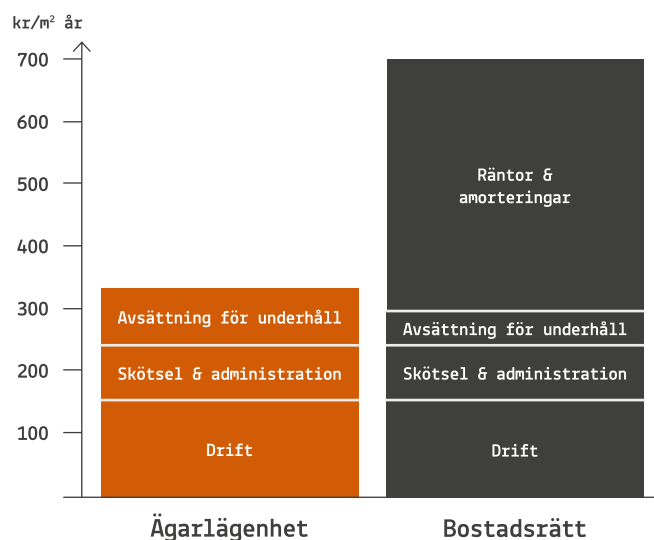 kr/m² år
700
600
500
400
300
200
100
Avsättning för underhåll
Skötsel & administration
Drift
Räntor &
amorteringar
Avsättning för underhåll
Skötsel & administration
Drift
Ägarlägenhet
Bostadsrätt